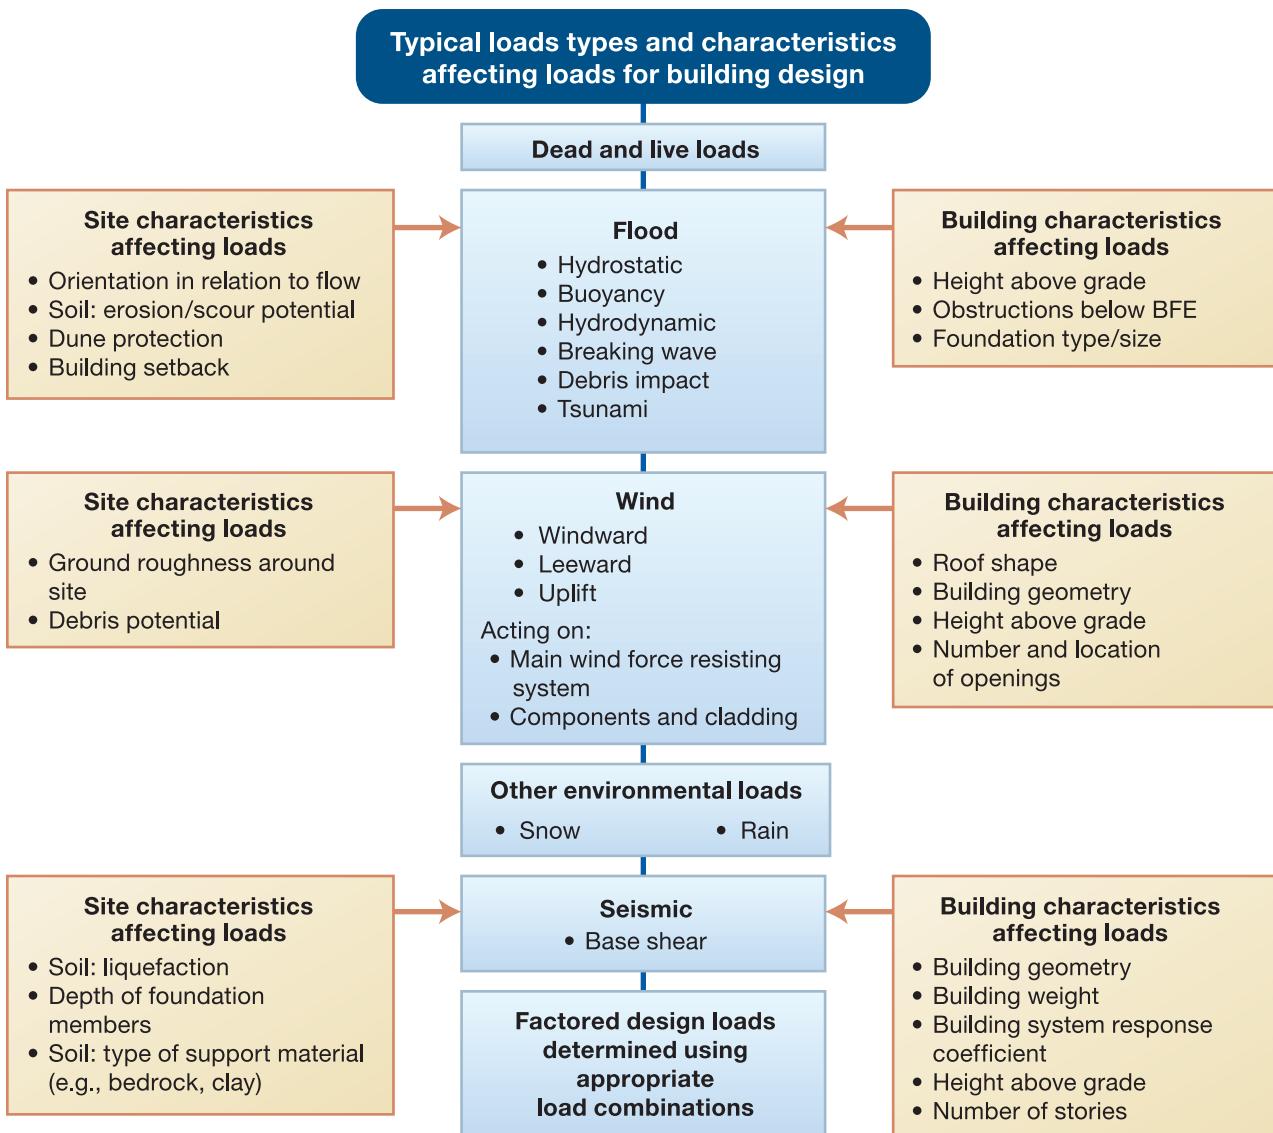 Typical loads types and characteristics
affecting loads for building design
Dead and live loads
Site characteristics
affecting loads
• Orientation in relation to flow
• Soil: erosion/scour potential
• Dune protection
• Building setback
Flood
• Hydrostatic
• Buoyancy
• Hydrodynamic
• Breaking wave
• Debris impact
• Tsunami
Building characteristics
affecting loads
• Height above grade
• Obstructions below BFE
• Foundation type/size
Site characteristics
affecting loads
• Ground roughness around
site
• Debris potential
Wind
• Windward
• Leeward
• Uplift
Acting on:
• Main wind force resisting
system
• Components and cladding
Building characteristics
affecting loads
• Roof shape
• Building geometry
• Height above grade
• Number and location
of openings
Other environmental loads
• Snow
• Rain
Site characteristics
affecting loads
• Soil: liquefaction
• Depth of foundation
members
• Soil: type of support material
(e.g., bedrock, clay)
Seismic
• Base shear
Building characteristics
affecting loads
• Building geometry
• Building weight
• Building system response
coefficient
• Height above grade
• Number of stories
Factored design loads
determined using
appropriate
load combinations